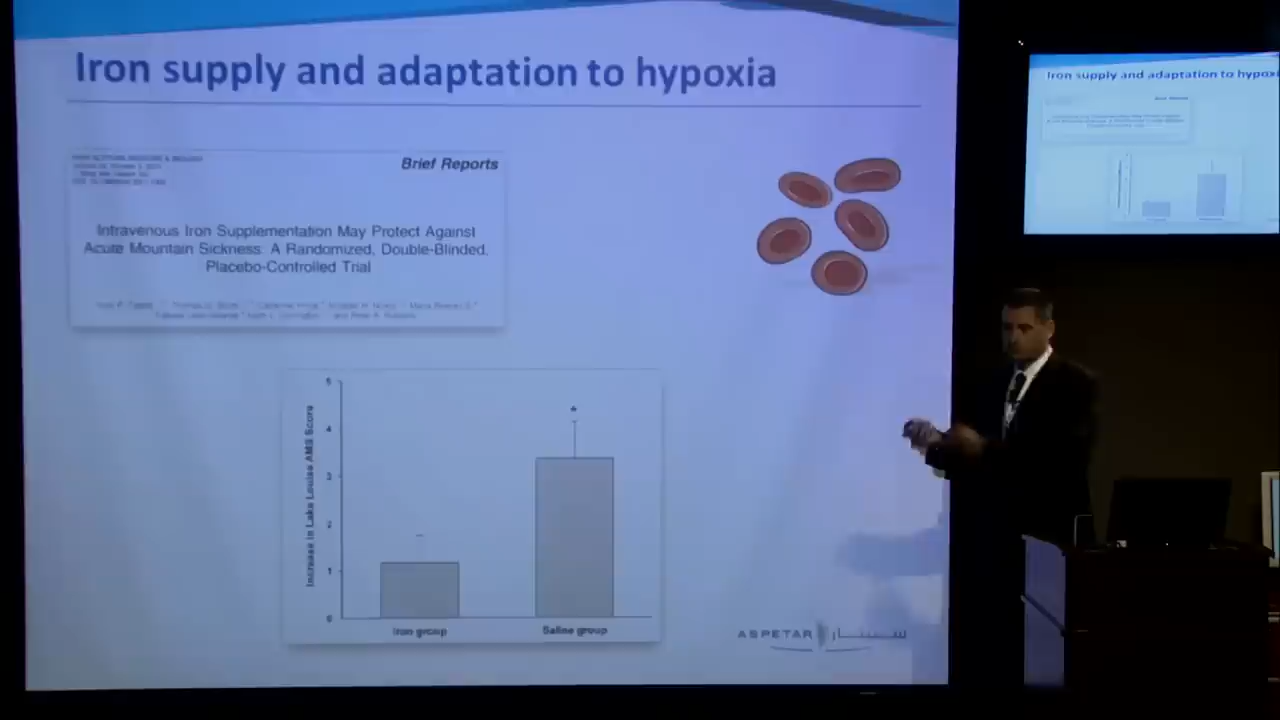 Iron supply and adaptation to hypoxia
Brief Reports
Intravenous Iron Supplementation May Protect Against
Acute Mountain Sickness: A Randomized, Double-Blinded,
Placebo-Controlled Trial
5
4
3
2
1
0
Increase in Lake Louise AMS Score
*
Iron group
Saline group
ASPETAR سبيتار
Iron supply and adaptation to hypoxi